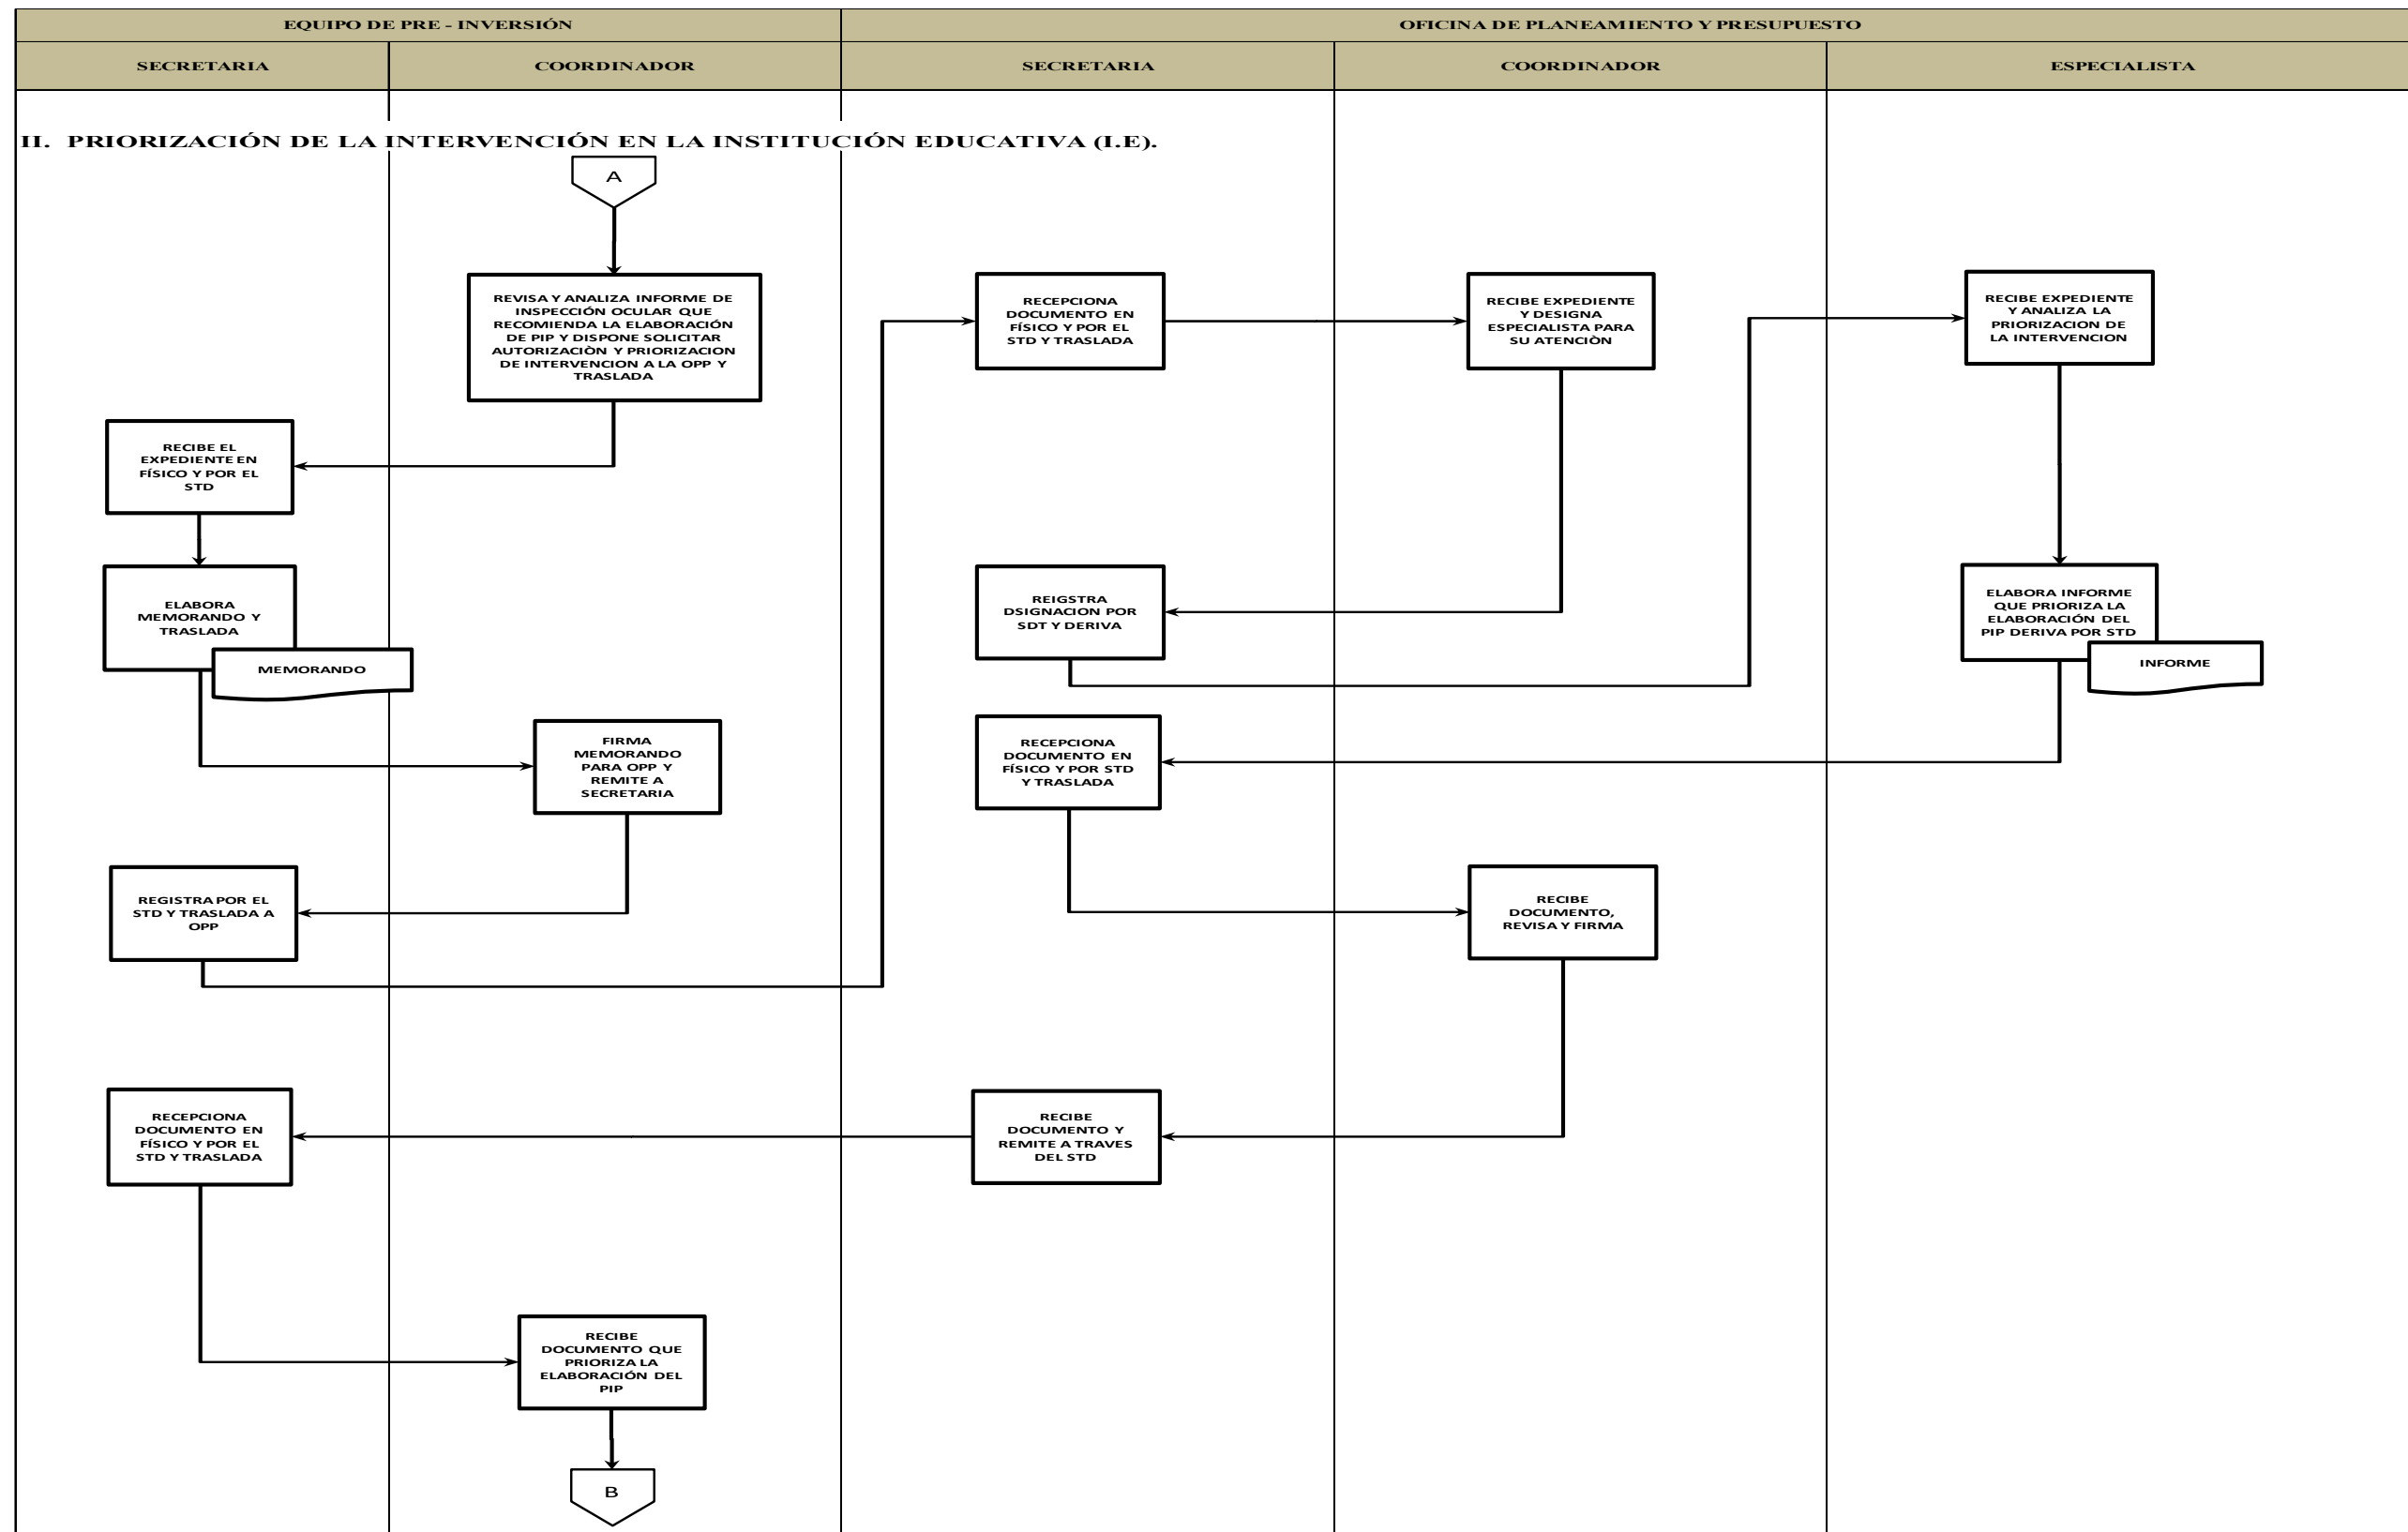 EQUIPO DE PRE - INVERSIÓN
OFICINA DE PLANEAMIENTO Y PRESUPUESTO
SECRETARIA
COORDINADOR
SECRETARIA
COORDINADOR
ESPECIALISTA
II. PRIORIZACIÓN DE LA INTERVENCIÓN EN LA INSTITUCIÓN EDUCATIVA (I.E).
A
REVISA Y ANALIZA INFORME DE
INSPECCIÓN OCULAR QUE
RECOMIENDA LA ELABORACIÓN
DE PIP Y DISPONE SOLICITAR
AUTORIZACIÒN Y PRIORIZACION
DE INTERVENCION A LA OPP Y
TRASLADA
RECIBE EL
EXPEDIENTE EN
FÍSICO Y POR EL
STD
ELABORA
MEMORANDO Y
TRASLADA
MEMORANDO
FIRMA
MEMORANDO
PARA OPP Y
REMITE A
SECRETARIA
REGISTRA POR EL
STD Y TRASLADA A
OPP
RECEPCIONA
DOCUMENTO EN
FÍSICO Y POR EL
STD Y TRASLADA
RECIBE EXPEDIENTE
Y DESIGNA
ESPECIALISTA PARA
SU ATENCIÒN
REIGSTRA
DSIGNACION POR
SDT Y DERIVA
RECIBE EXPEDIENTE
Y ANALIZA LA
PRIORIZACION DE
LA INTERVENCION
ELABORA INFORME
QUE PRIORIZA LA
ELABORACIÓN DEL
PIP DERIVA POR STD
INFORME
RECEPCIONA
DOCUMENTO EN
FÍSICO Y POR STD
Y TRASLADA
RECIBE
DOCUMENTO,
REVISA Y FIRMA
RECIBE
DOCUMENTO Y
REMITE A TRAVES
DEL STD
RECEPCIONA
DOCUMENTO EN
FÍSICO Y POR EL
STD Y TRASLADA
RECIBE
DOCUMENTO QUE
PRIORIZA LA
ELABORACIÓN DEL
PIP
B